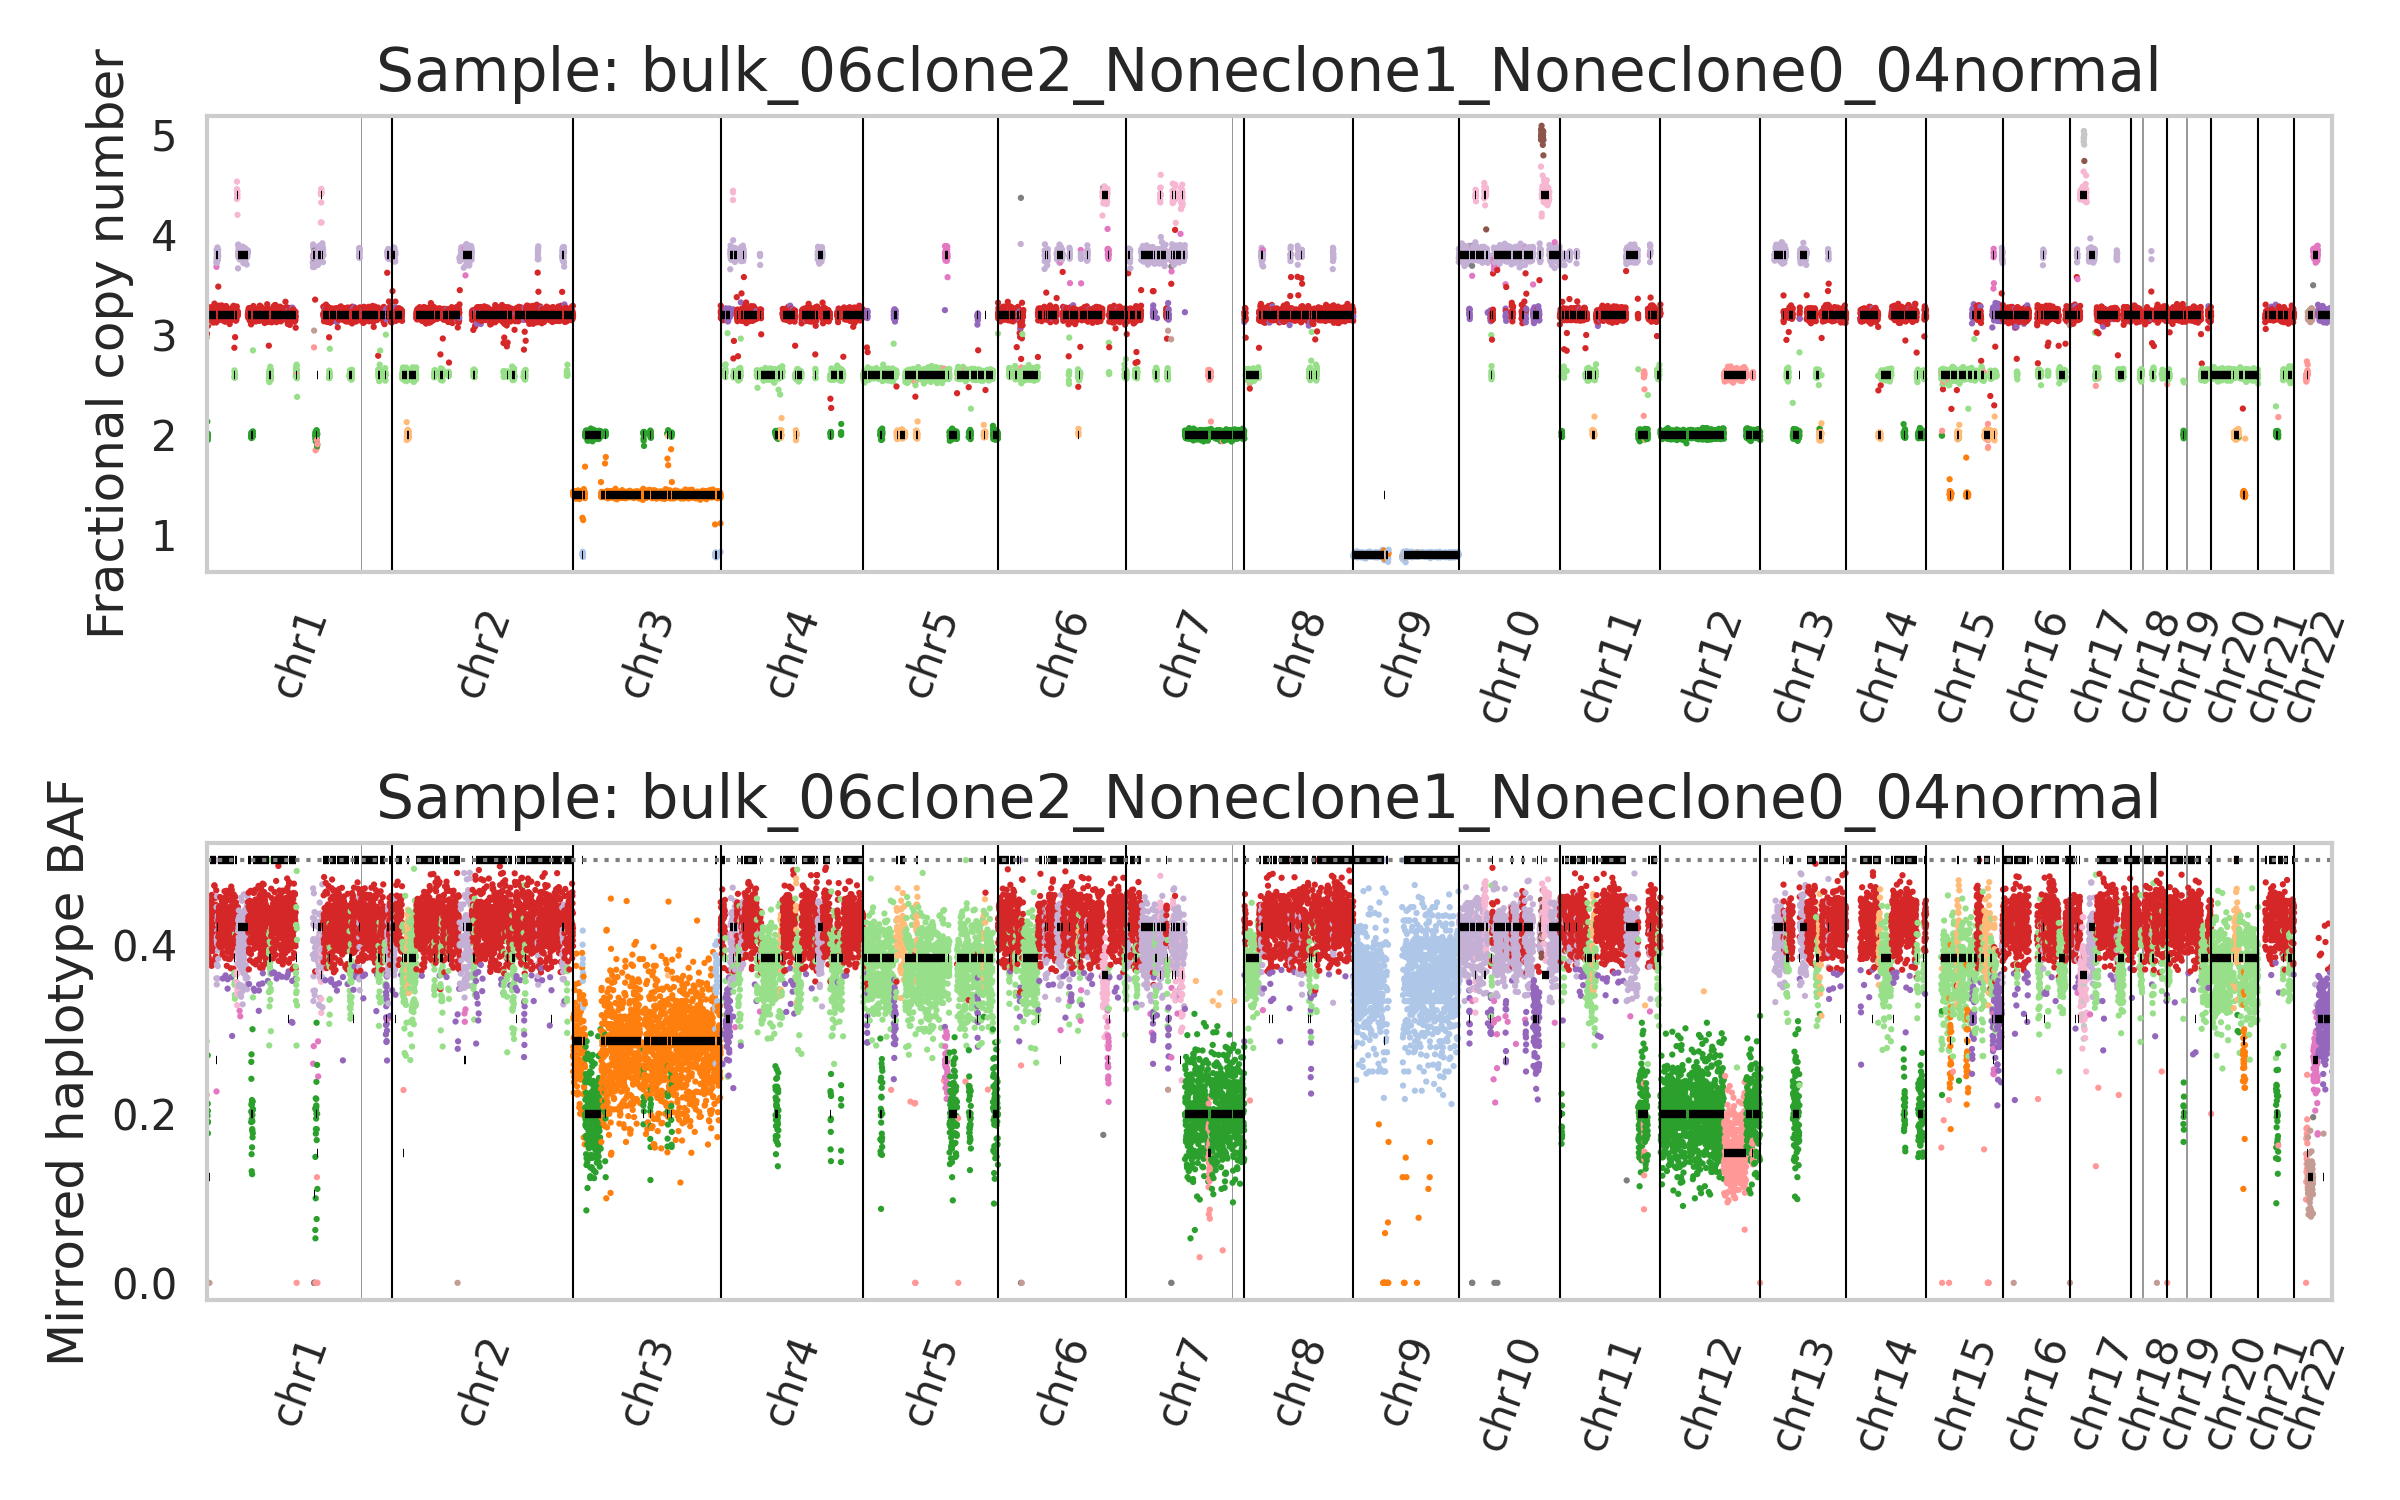 Sample: bulk_06clone2_Noneclone1_Noneclone0_04normal
Fractional copy number
5
4
3
2
1
chr1 chr2 chr3 chr4 chr5 chr6 chr7 chr8 chr9 chr10 chr11 chr12 chr13 chr14 chr15 chr16 chr17 chr18 chr19 chr20 chr21 chr22
Sample: bulk_06clone2_Noneclone1_Noneclone0_04normal
Mirrored haplotype BAF
0.4
0.2
0.0
chr1 chr2 chr3 chr4 chr5 chr6 chr7 chr8 chr9 chr10 chr11 chr12 chr13 chr14 chr15 chr16 chr17 chr18 chr19 chr20 chr21 chr22